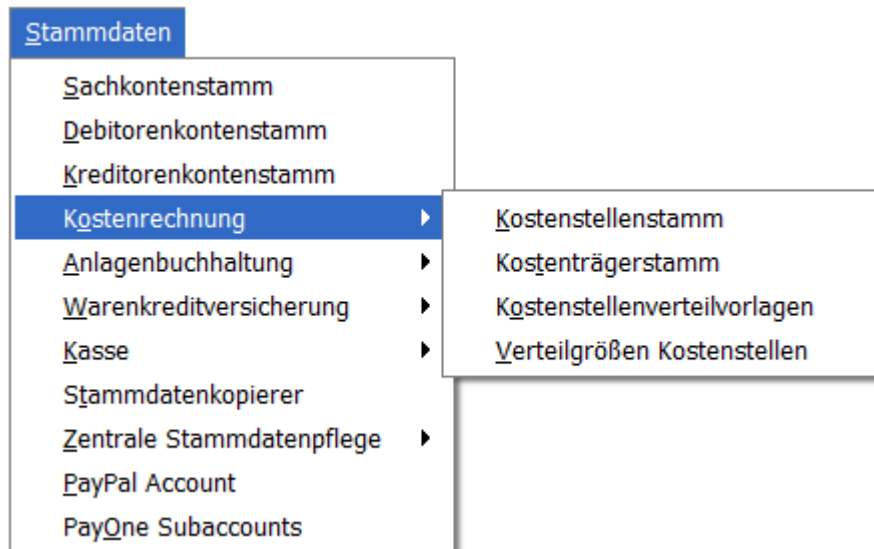 Stammdaten
Sachkontenstamm
Debitorenkontenstamm
Kreditorenkontenstamm
Kostenrechnung
Kostenstellenstamm
Anlagenbuchhaltung
Kostenträgerstamm
Warenkreditversicherung
Kostenstellenverteilvorlagen
Kasse
Verteilgrößen Kostenstellen
Stammdatenkopierer
Zentrale Stammdatenpflege
PayPal Account
PayOne Subaccounts